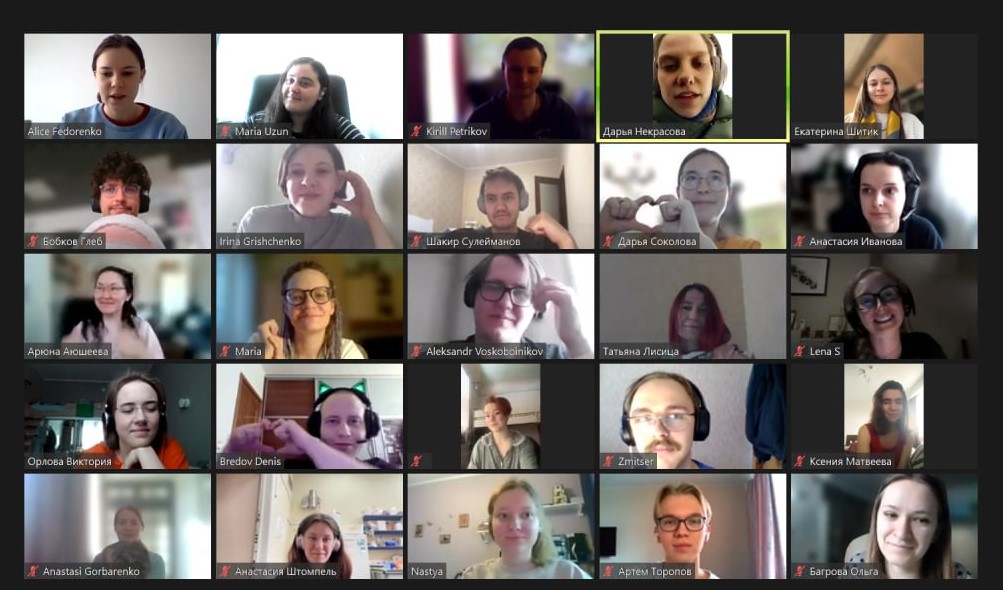 Alice Fedorenko
Maria Uzun
Kirill Petrikov
Дарья Некрасова
Екатерина Шитик
Бобков Глеб
Irina Grishchenko
Шакир Сулейманов
Дарья Соколова
Анастасия Иванова
Арюна Аюшеева
Maria
Aleksandr Voskoboinikov
Татьяна Лисица
Lena S
Орлова Виктория
Bredov Denis
Zmitser
Ксения Матвеева
Anastasi Gorbarenko
Анастасия Штомпель
Nastya
Артем Торопов
Багрова Ольга